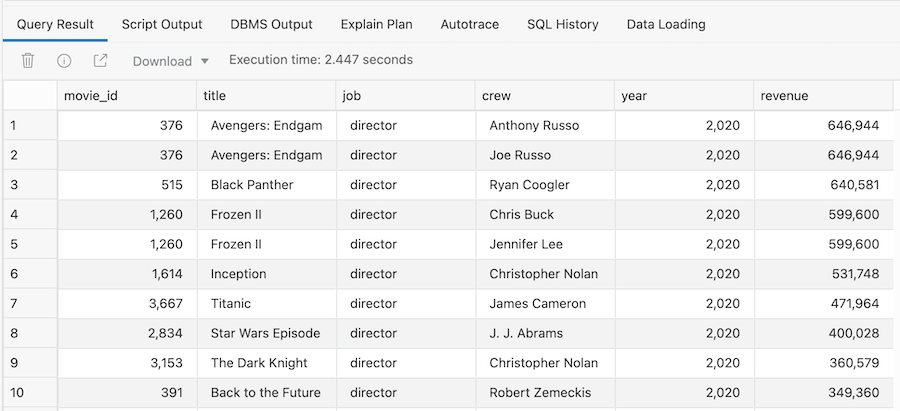 Query Result Script Output DBMS Output Explain Plan Autotrace SQL History Data Loading
Download Execution time: 2.447 seconds
movie_id title job crew year revenue
1 376 Avengers: Endgam director Anthony Russo 2,020 646,944
2 376 Avengers: Endgam director Joe Russo 2,020 646,944
3 515 Black Panther director Ryan Coogler 2,020 640,581
4 1,260 Frozen II director Chris Buck 2,020 599,600
5 1,260 Frozen II director Jennifer Lee 2,020 599,600
6 1,614 Inception director Christopher Nolan 2,020 531,748
7 3,667 Titanic director James Cameron 2,020 471,964
8 2,834 Star Wars Episode director J. J. Abrams 2,020 400,028
9 3,153 The Dark Knight director Christopher Nolan 2,020 360,579
10 391 Back to the Future director Robert Zemeckis 2,020 349,360